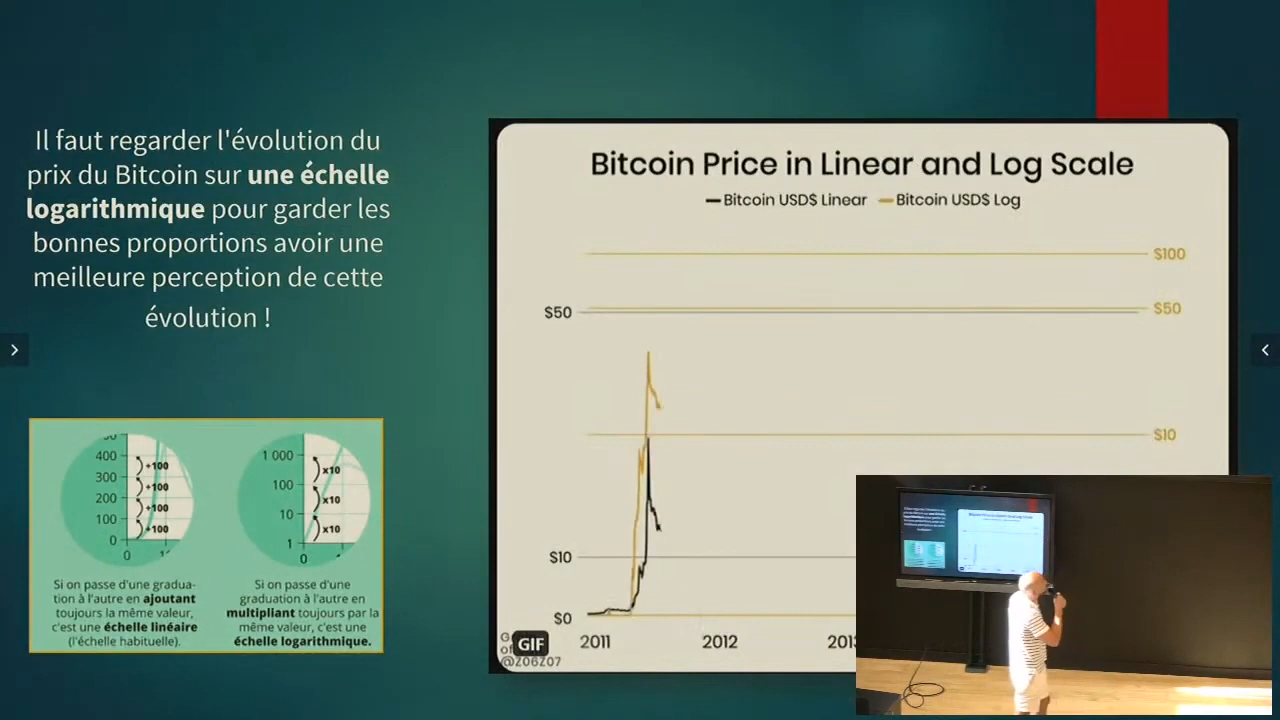 Il faut regarder l'évolution du
prix du Bitcoin sur une échelle
logarithmique pour garder les
bonnes proportions avoir une
meilleure perception de cette
évolution !
400
300
200
100
0
+100
+100
+100
+100
0
1 000
100
10
1
x10
x10
x10
0
Si on passe d'une gradua-
tion à l'autre en ajoutant
toujours la même valeur,
c'est une échelle linéaire
(l'échelle habituelle).
Si on passe d'une
graduation à l'autre en
multipliant toujours par la
même valeur, c'est une
échelle logarithmique.
Bitcoin Price in Linear and Log Scale
Bitcoin USD$ Linear
Bitcoin USD$ Log
$100
$50
$50
$10
$10
$0
2011
2012
GIF
@Z06Z07